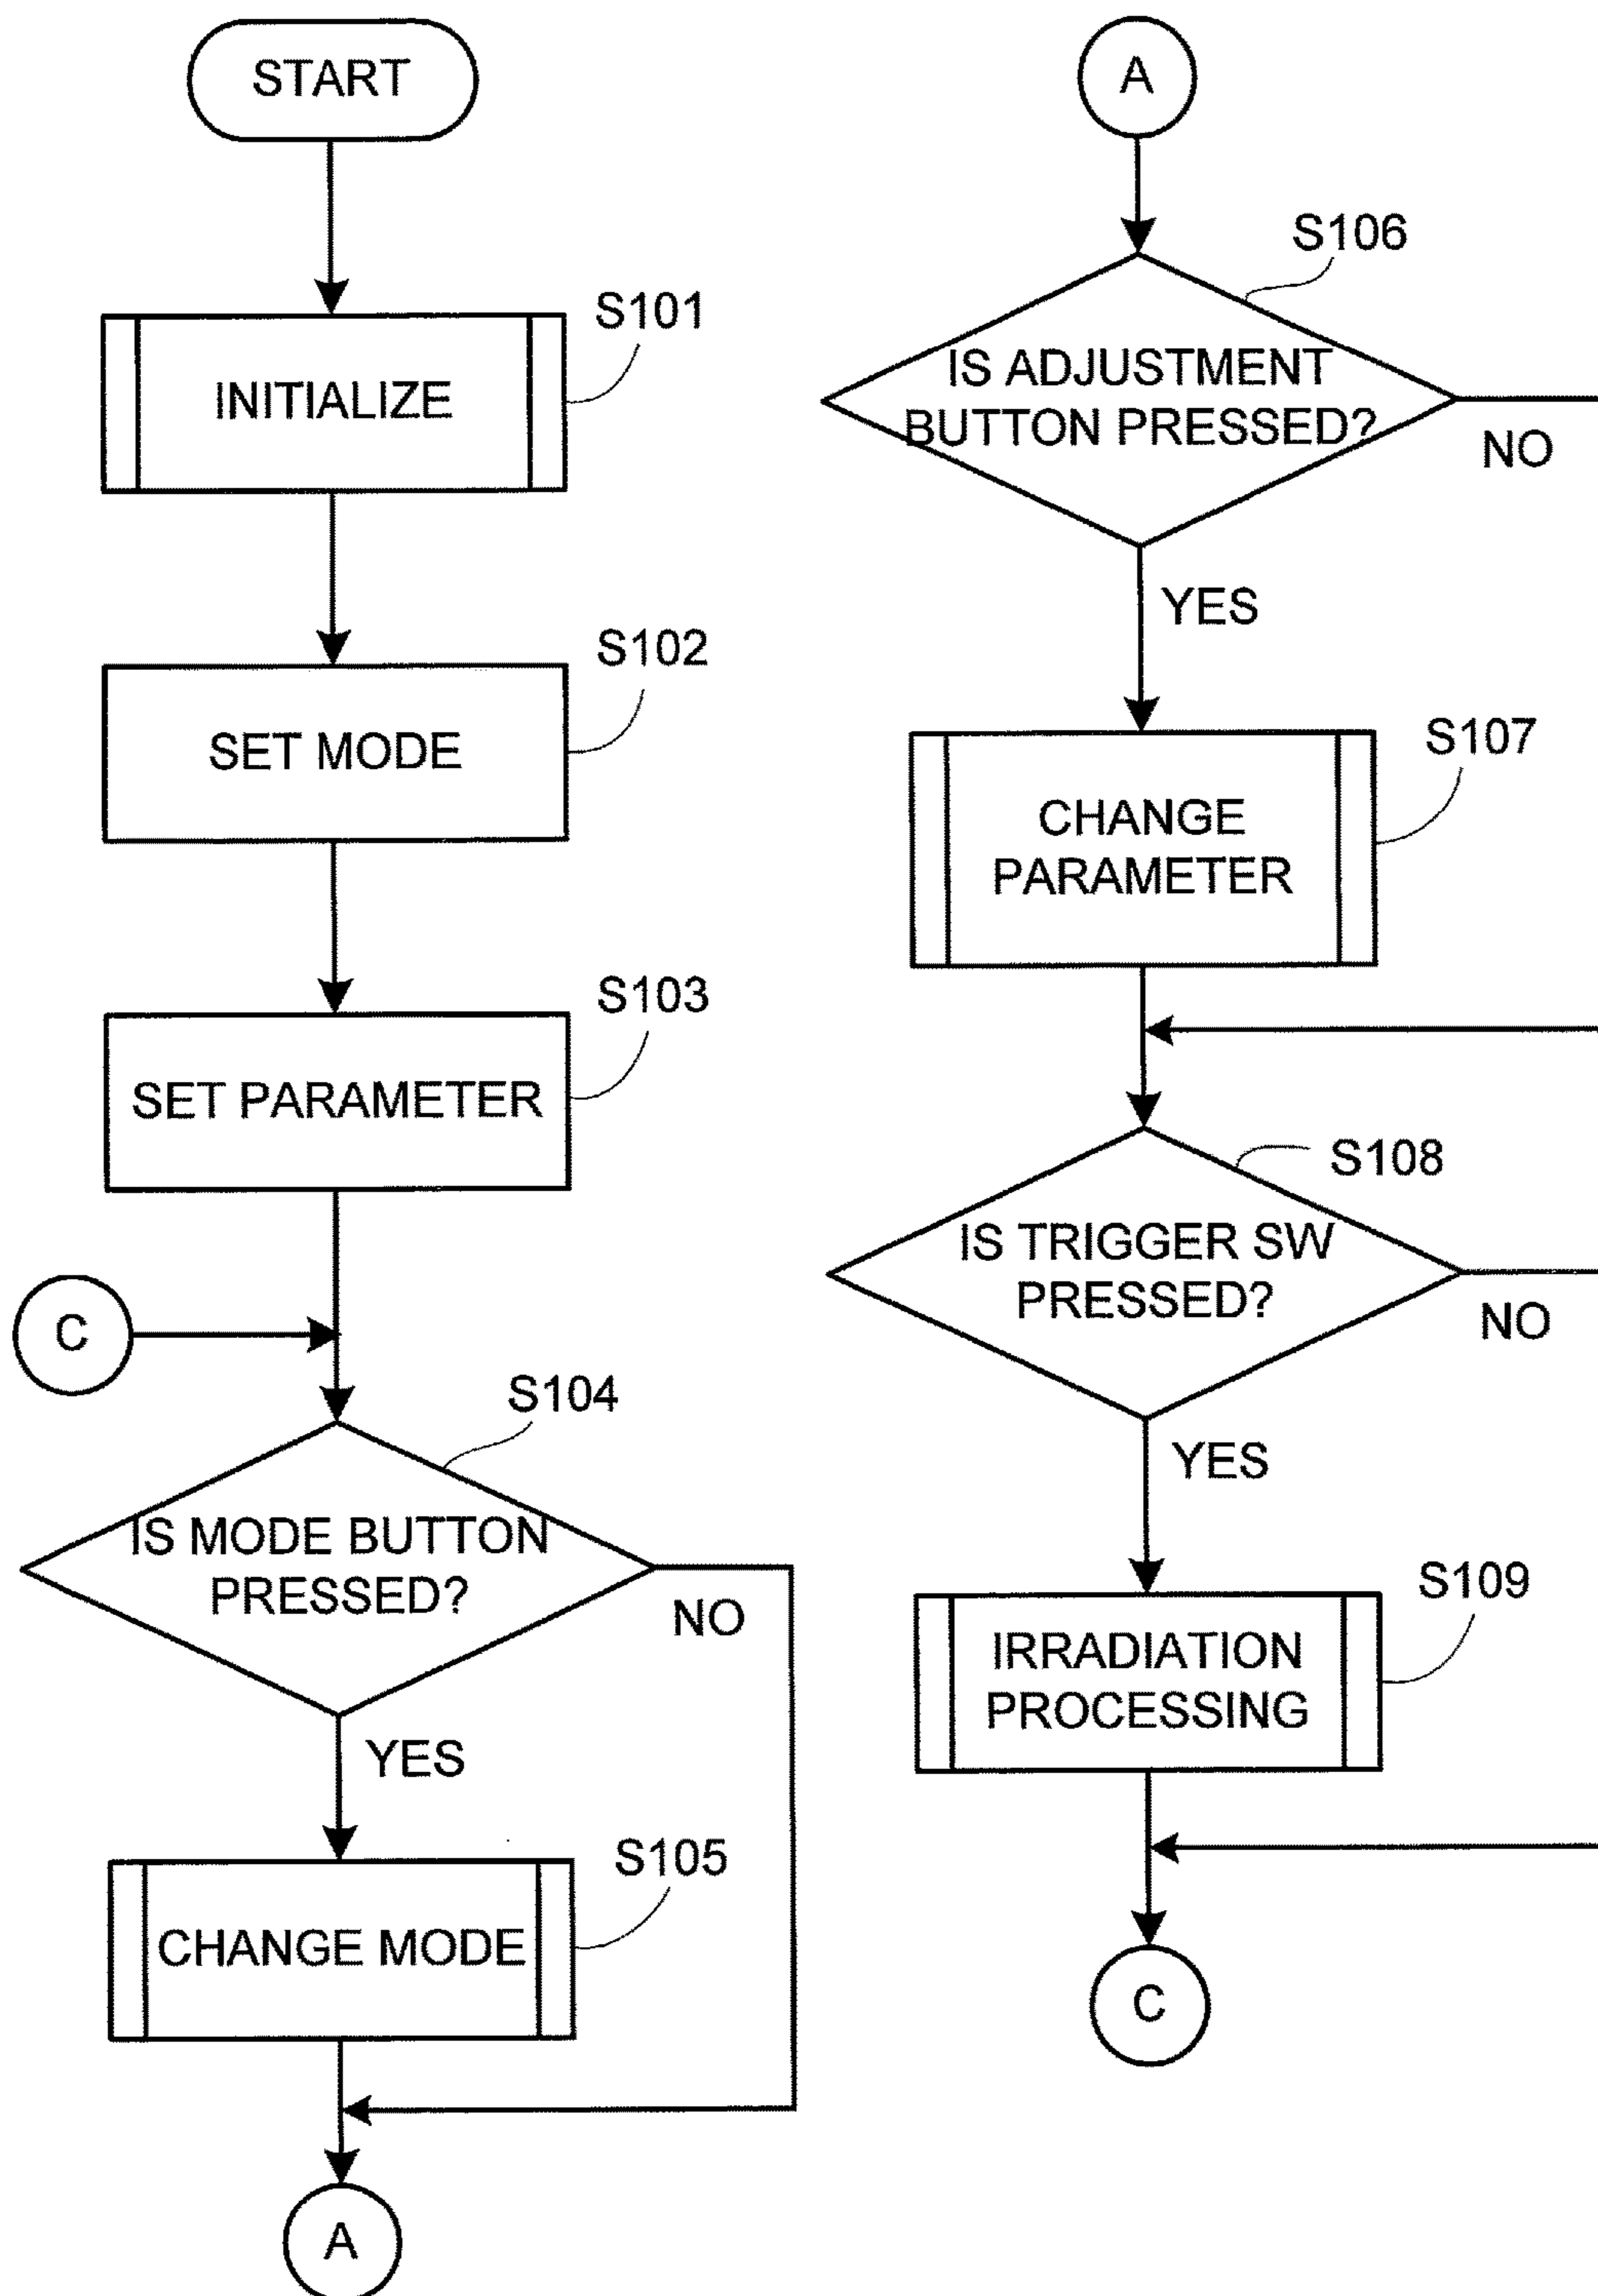 START
S101
INITIALIZE
S102
SET MODE
S103
SET PARAMETER
C
S104
IS MODE BUTTON
PRESSED?
NO
YES
S105
CHANGE MODE
A
A
S106
IS ADJUSTMENT
BUTTON PRESSED?
NO
YES
S107
CHANGE
PARAMETER
S108
IS TRIGGER SW
PRESSED?
NO
YES
S109
IRRADIATION
PROCESSING
C